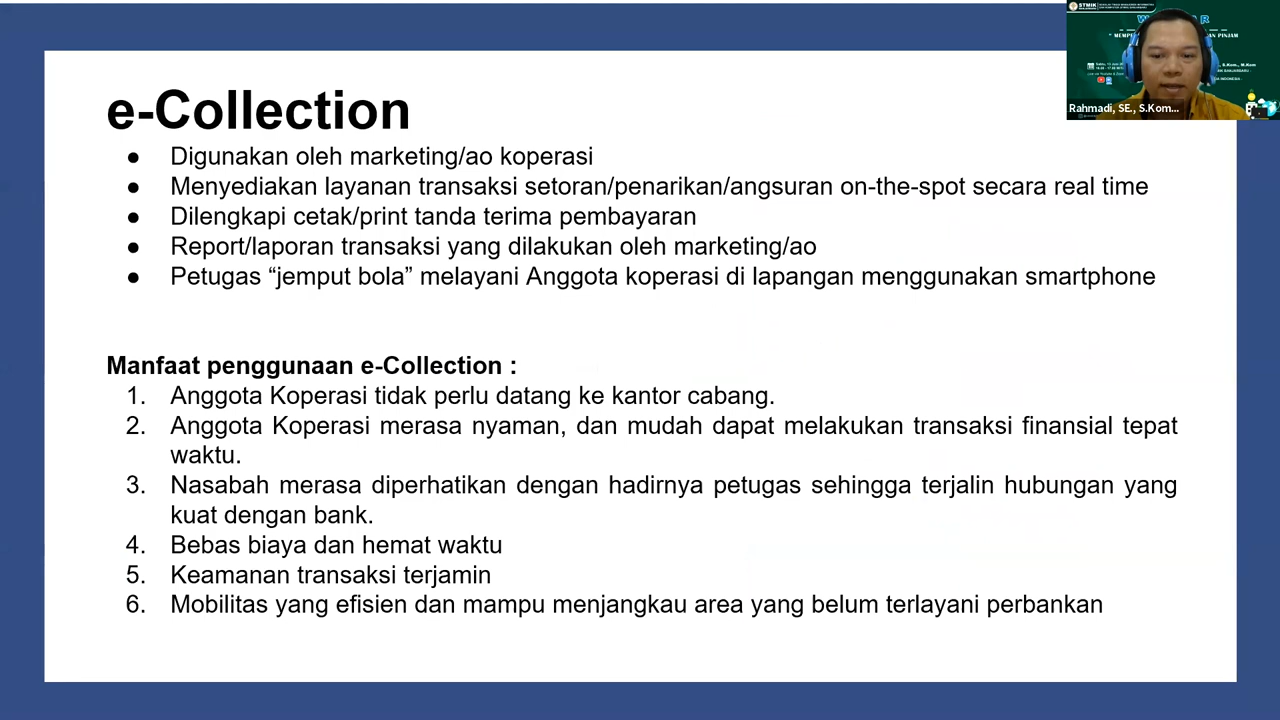 e-Collection
● Digunakan oleh marketing/ao koperasi
● Menyediakan layanan transaksi setoran/penarikan/angsuran on-the-spot secara real time
● Dilengkapi cetak/print tanda terima pembayaran
● Report/laporan transaksi yang dilakukan oleh marketing/ao
● Petugas “jemput bola” melayani Anggota koperasi di lapangan menggunakan smartphone
Manfaat penggunaan e-Collection :
1. Anggota Koperasi tidak perlu datang ke kantor cabang.
2. Anggota Koperasi merasa nyaman, dan mudah dapat melakukan transaksi finansial tepat
waktu.
3. Nasabah merasa diperhatikan dengan hadirnya petugas sehingga terjalin hubungan yang
kuat dengan bank.
4. Bebas biaya dan hemat waktu
5. Keamanan transaksi terjamin
6. Mobilitas yang efisien dan mampu menjangkau area yang belum terlayani perbankan
STMIK
PINJAM
Rahmadi, SE., S.Kom...